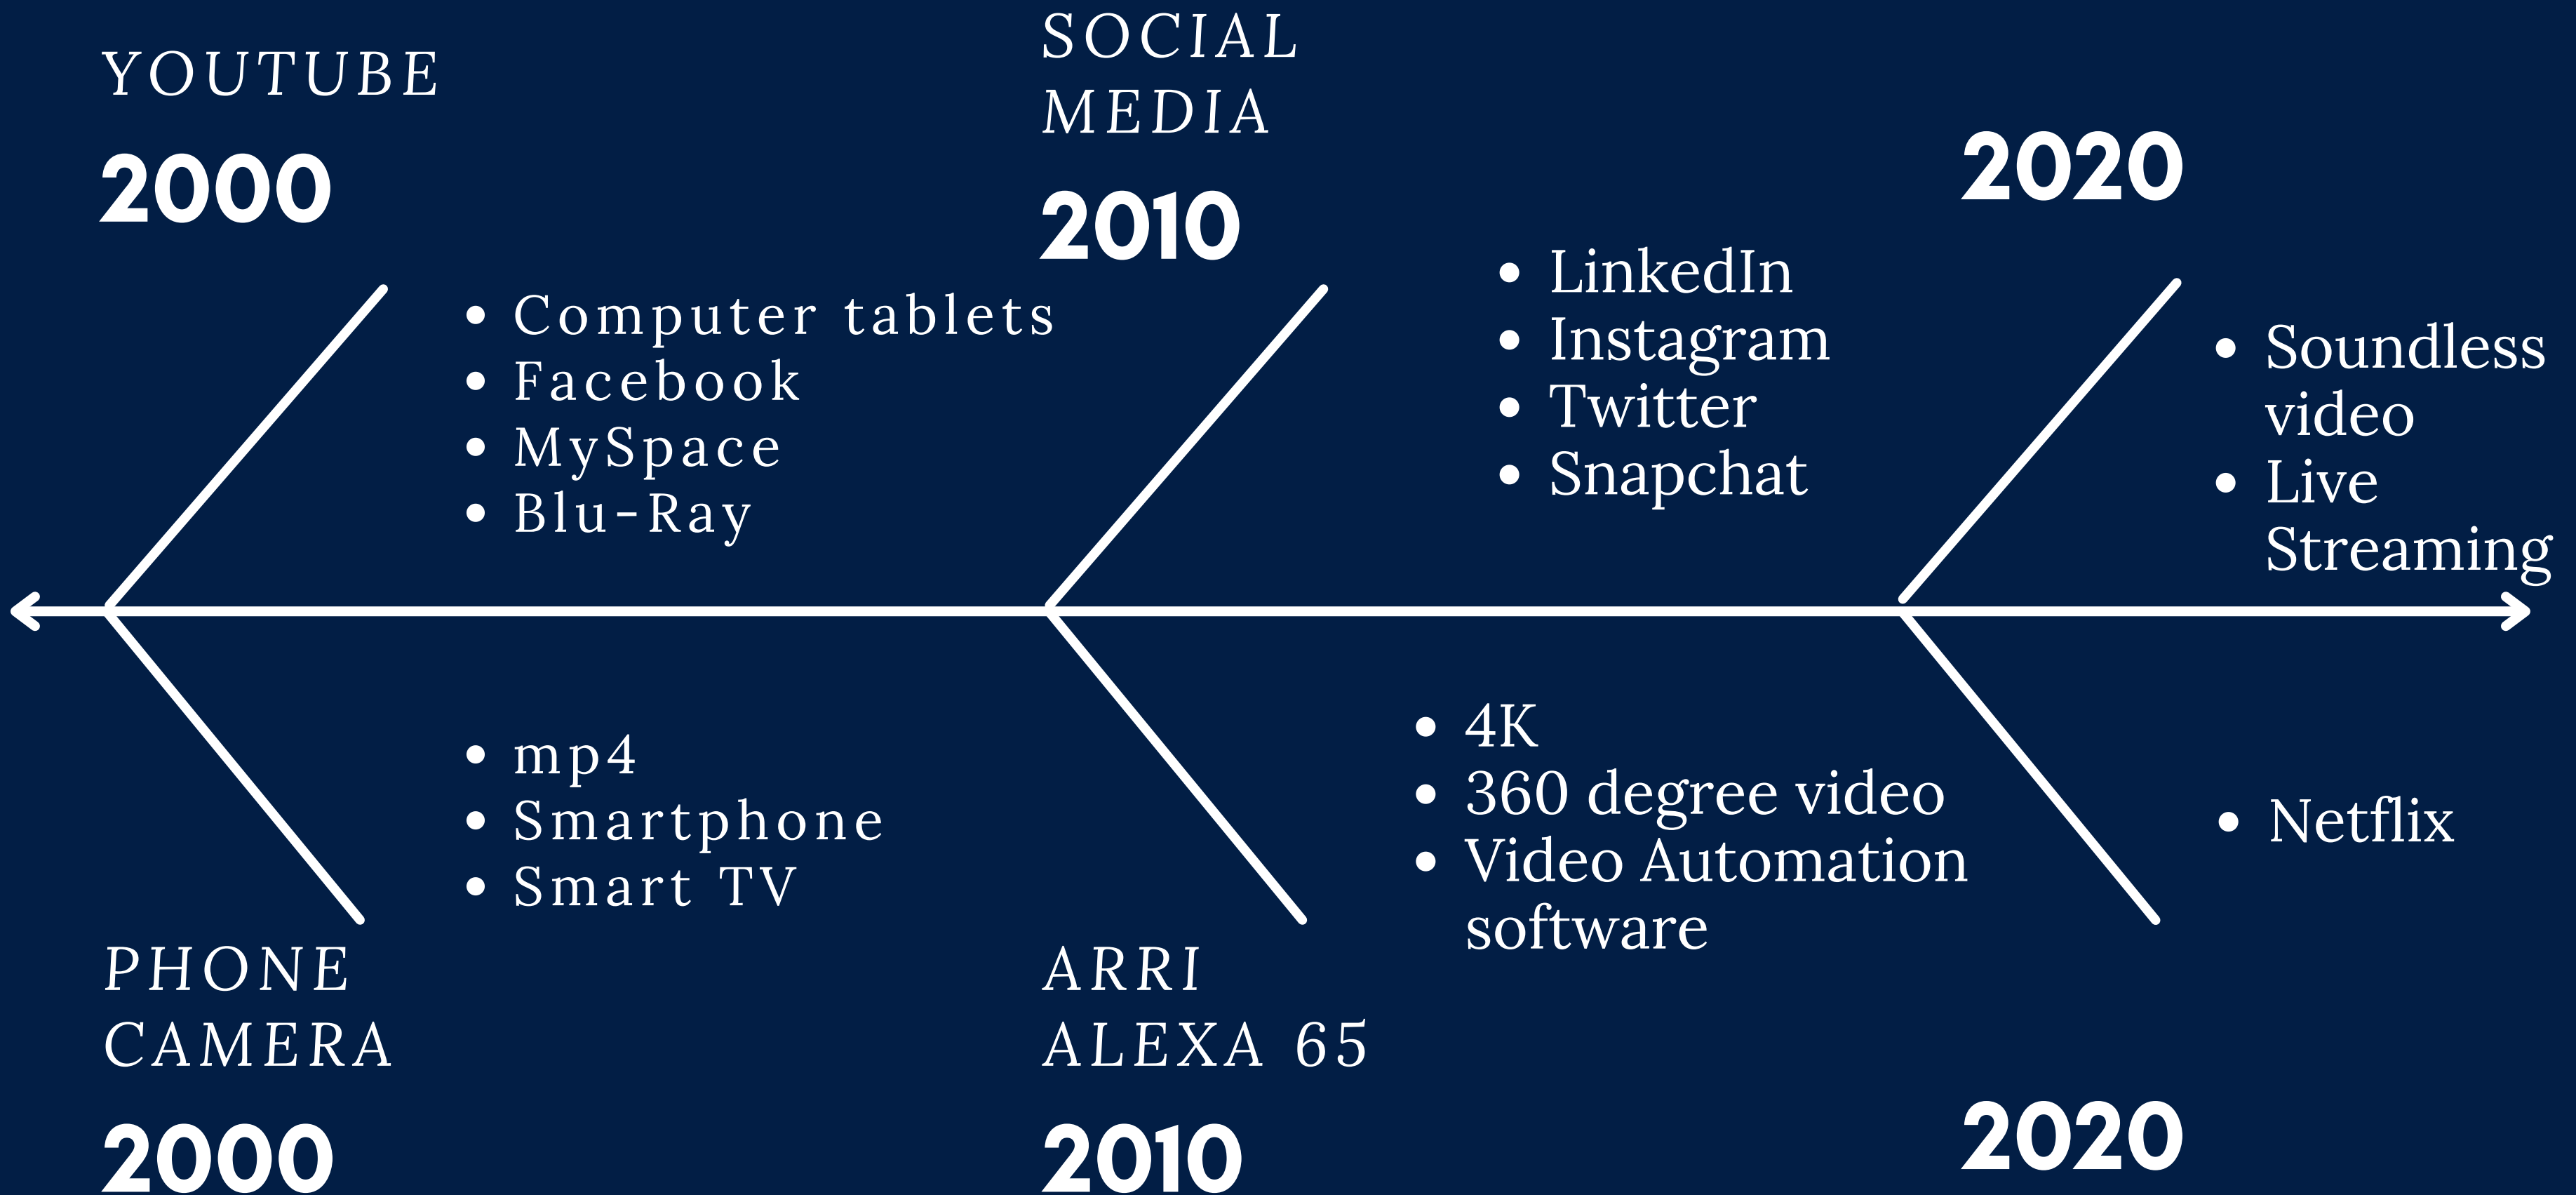 YOUTUBE
2000
• Computer tablets
• Facebook
• MySpace
• Blu-Ray
SOCIAL
MEDIA
2010
• LinkedIn
• Instagram
• Twitter
• Snapchat
2020
• Soundless
video
• Live
Streaming
• mp4
• Smartphone
• Smart TV
PHONE
CAMERA
2000
• 4K
• 360 degree video
• Video Automation
software
ARRI
ALEXA 65
2010
• Netflix
2020